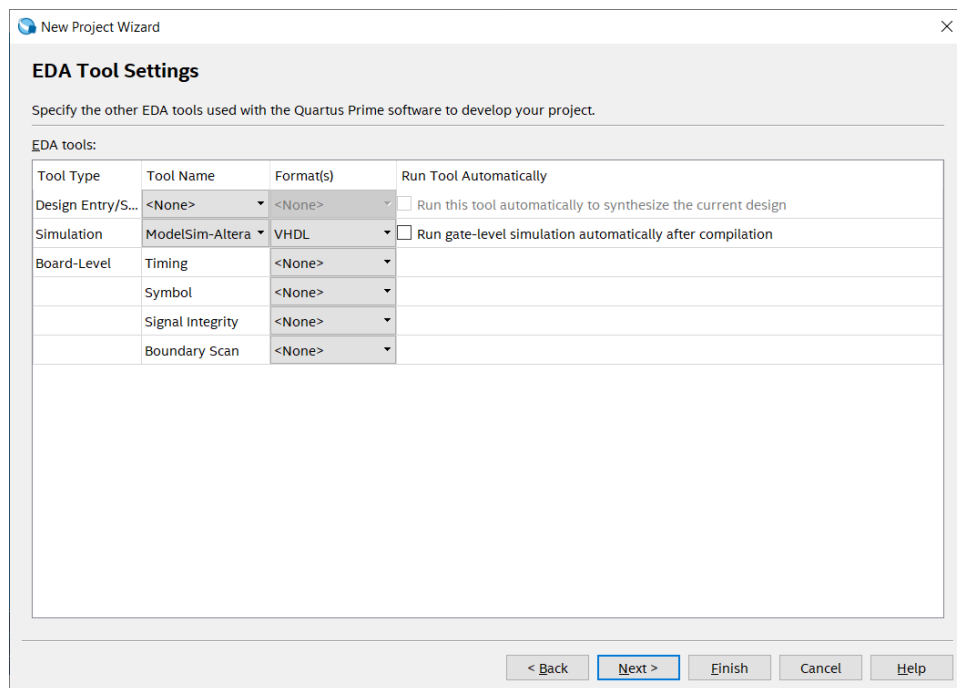 New Project Wizard
EDA Tool Settings
Specify the other EDA tools used with the Quartus Prime software to develop your project.
EDA tools:
Tool Type Tool Name Format(s) Run Tool Automatically
Design Entry/S... <None> <None> Run this tool automatically to synthesize the current design
Simulation ModelSim-Altera VHDL Run gate-level simulation automatically after compilation
Board-Level Timing <None>
Symbol <None>
Signal Integrity <None>
Boundary Scan <None>
< Back Next > Finish Cancel Help